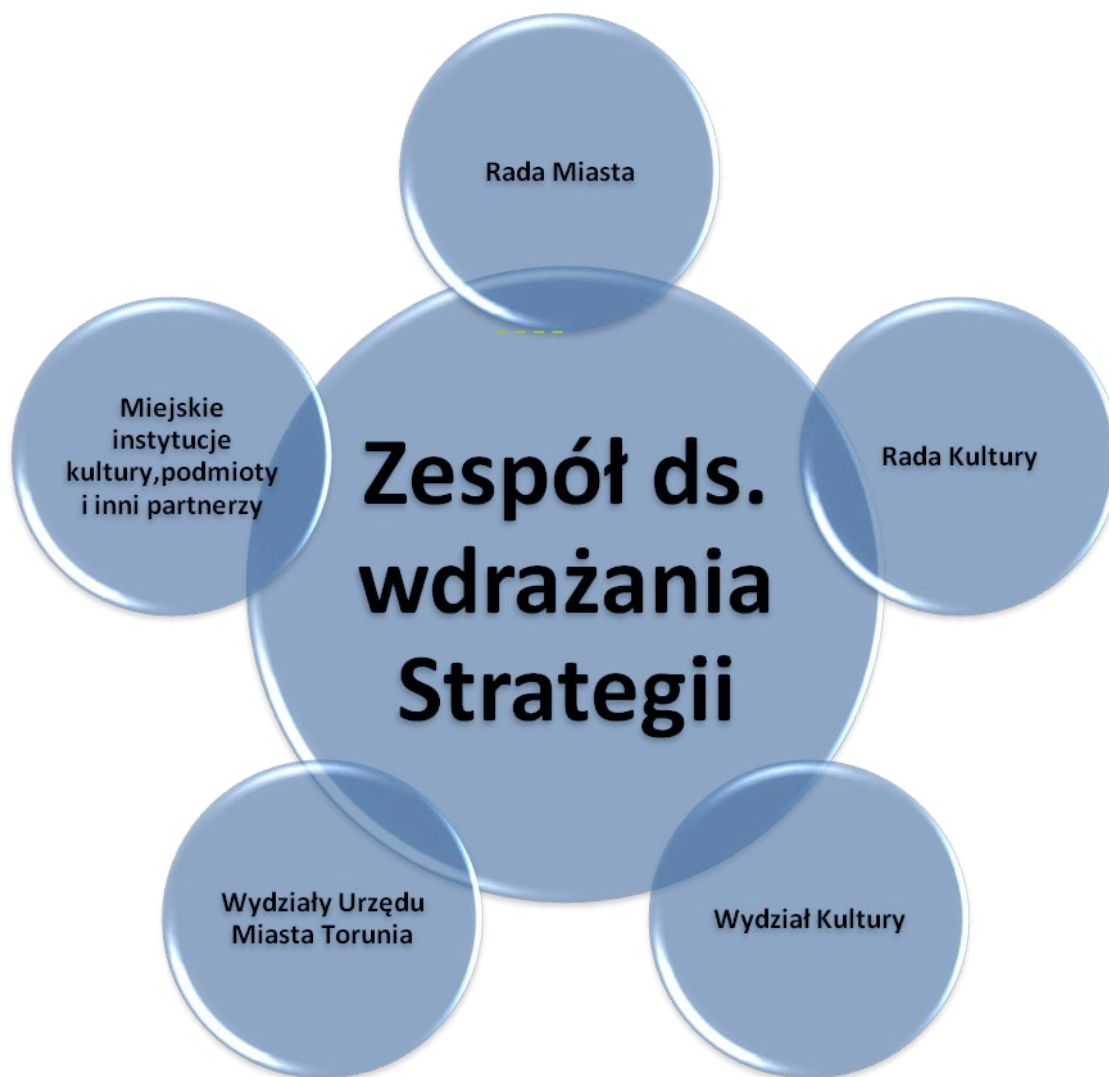 Rada Miasta
Miejskie
instytucje
kultury,podmioty
i inni partnerzy
Zespół ds.
wdrażania
Strategii
Rada Kultury
Wydziały Urzędu
Miasta Torunia
Wydział Kultury